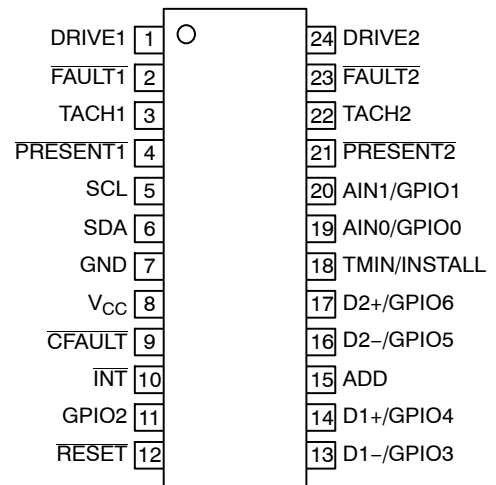 DRIVE1 1 24 DRIVE2
FAULT1 2 23 FAULT2
TACH1 3 22 TACH2
PRESENT1 4 21 PRESENT2
SCL 5 20 AIN1/GPIO1
SDA 6 19 AIN0/GPIO0
GND 7 18 TMIN/INSTALL
VCC 8 17 D2+/GPIO6
CFAULT 9 16 D2−/GPIO5
INT 10 15 ADD
GPIO2 11 14 D1+/GPIO4
RESET 12 13 D1−/GPIO3